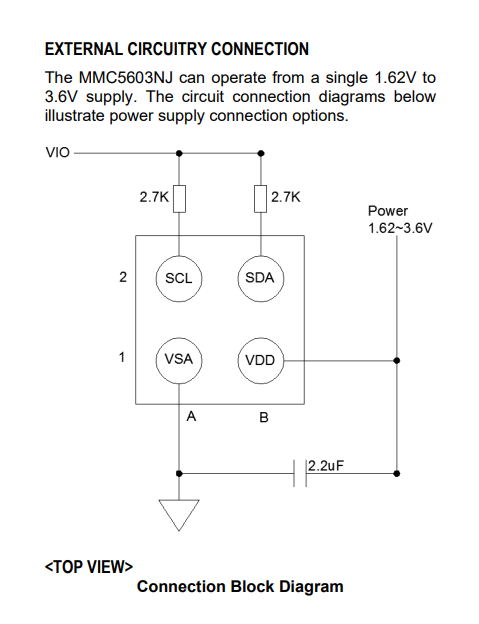 EXTERNAL CIRCUITRY CONNECTION
The MMC5603NJ can operate from a single 1.62V to
3.6V supply. The circuit connection diagrams below
illustrate power supply connection options.
VIO
2.7K
2.7K
Power
1.62~3.6V
2
SCL
SDA
1
VSA
VDD
A
B
2.2uF
<TOP VIEW>
Connection Block Diagram